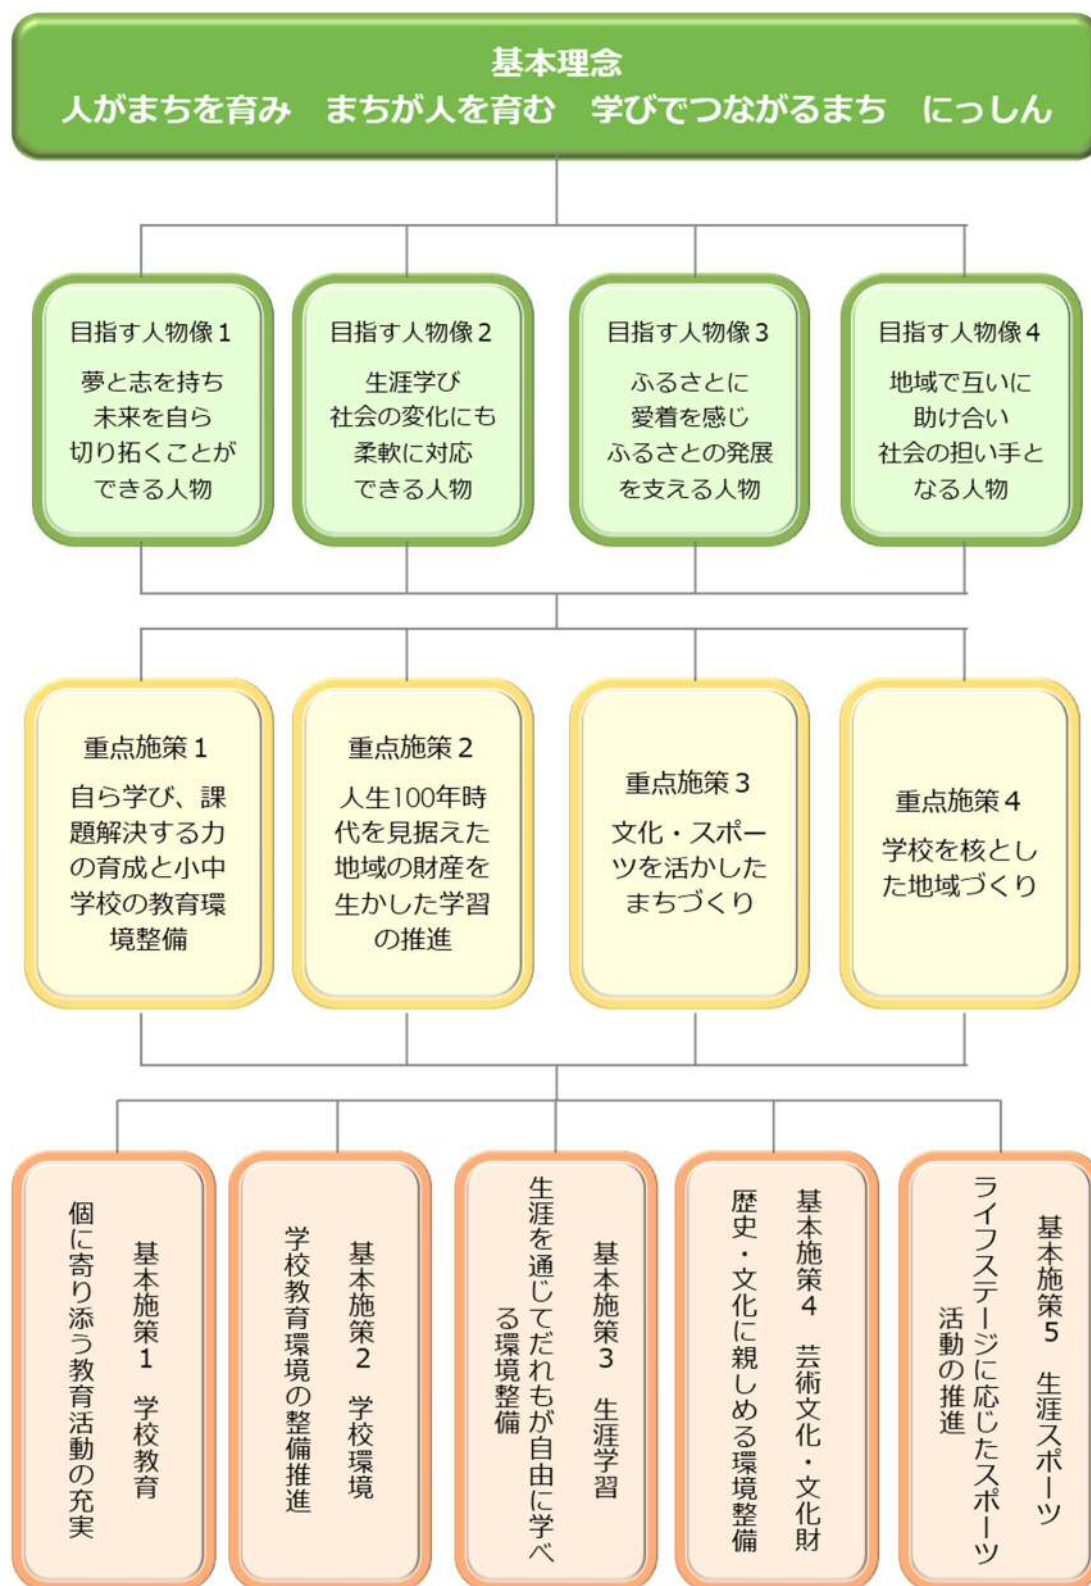 基本理念
人がまちを育み　まちが人を育む　学びでつながるまち　にっしん
目指す人物像１
夢と志を持ち
未来を自ら
切り拓くことが
できる人物
目指す人物像２
生涯学び
社会の変化にも
柔軟に対応
できる人物
目指す人物像３
ふるさとに
愛着を感じ
ふるさとの発展
を支える人物
目指す人物像４
地域で互いに
助け合い
社会の担い手と
なる人物
重点施策１
自ら学び、課
題解決する力
の育成と小中
学校の教育環
境整備
重点施策２
人生100年時
代を見据えた
地域の財産を
生かした学習
の推進
重点施策３
文化・スポー
ツを活かした
まちづくり
重点施策４
学校を核とし
た地域づくり
基本施策１　学校教育
個に寄り添う教育活動の充実
基本施策２　学校環境
学校教育環境の整備推進
基本施策３　生涯学習
生涯を通じてだれもが自由に学べ
る環境整備
基本施策４　芸術文化・文化財
歴史・文化に親しめる環境整備
基本施策５　生涯スポーツ
ライフステージに応じたスポーツ
活動の推進